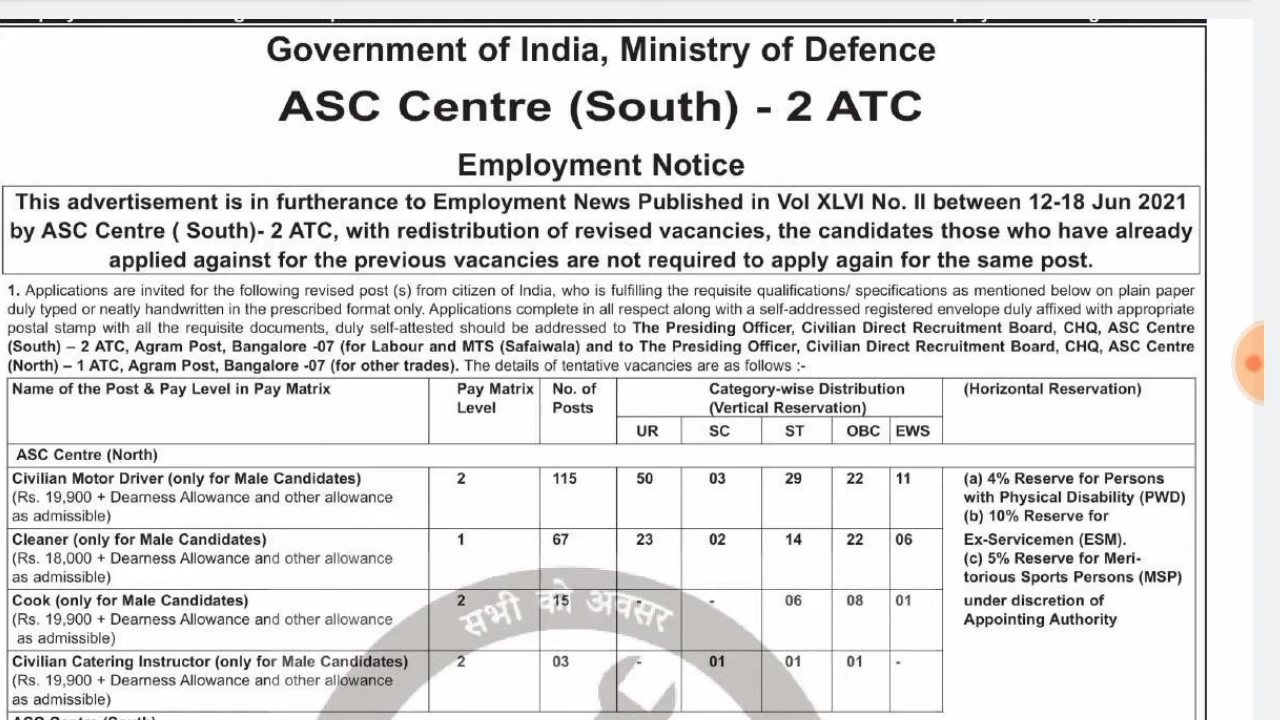 Government of India, Ministry of Defence
ASC Centre (South) - 2 ATC
Employment Notice
This advertisement is in furtherance to Employment News Published in Vol XLVI No. II between 12-18 Jun 2021
by ASC Centre ( South)- 2 ATC, with redistribution of revised vacancies, the candidates those who have already
applied against for the previous vacancies are not required to apply again for the same post.
1. Applications are invited for the following revised post (s) from citizen of India, who is fulfilling the requisite qualifications/ specifications as mentioned below on plain paper
duly typed or neatly handwritten in the prescribed format only. Applications complete in all respect along with a self-addressed registered envelope duly affixed with appropriate
postal stamp with all the requisite documents, duly self-attested should be addressed to The Presiding Officer, Civilian Direct Recruitment Board, CHQ, ASC Centre
(South) – 2 ATC, Agram Post, Bangalore -07 (for Labour and MTS (Safaiwala) and to The Presiding Officer, Civilian Direct Recruitment Board, CHQ, ASC Centre
(North) – 1 ATC, Agram Post, Bangalore -07 (for other trades). The details of tentative vacancies are as follows :-
Name of the Post & Pay Level in Pay Matrix Pay Matrix No. of Category-wise Distribution (Horizontal Reservation)
Level Posts (Vertical Reservation)
UR SC ST OBC EWS
ASC Centre (North)
Civilian Motor Driver (only for Male Candidates) 2 115 50 03 29 22 11 (a) 4% Reserve for Persons
(Rs. 19,900 + Dearness Allowance and other allowance with Physical Disability (PWD)
as admissible) (b) 10% Reserve for
Cleaner (only for Male Candidates) 1 67 23 02 14 22 06 Ex-Servicemen (ESM).
(Rs. 18,000 + Dearness Allowance and other allowance (c) 5% Reserve for Meri-
as admissible) torious Sports Persons (MSP)
Cook (only for Male Candidates) 2 15 - - 06 08 01 under discretion of
(Rs. 19,900 + Dearness Allowance and other allowance Appointing Authority
as admissible)
सभी को अवसर
Civilian Catering Instructor (only for Male Candidates) 2 03 - 01 01 01 -
(Rs. 19,900 + Dearness Allowance and other allowance
as admissible)
ASC Centre (South)